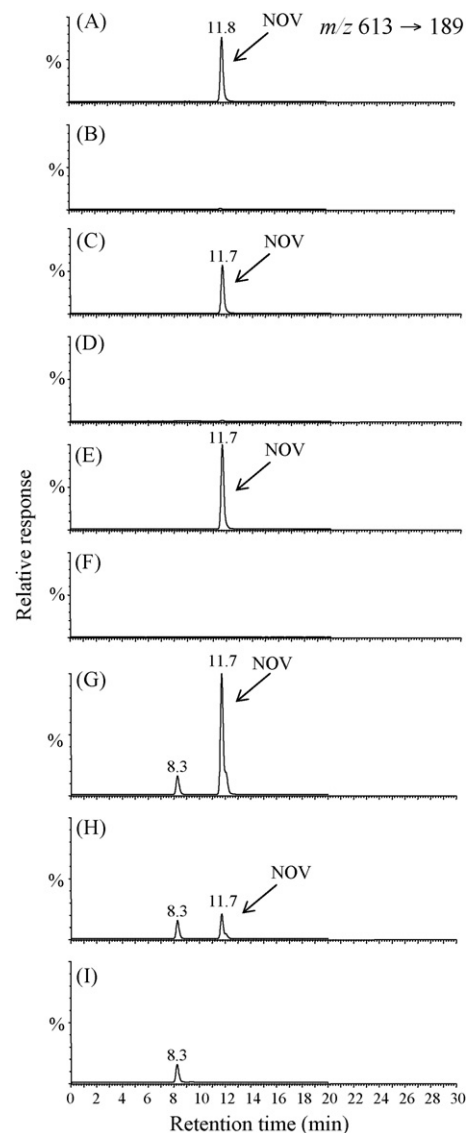 (A)
11.8
NOV
m/z 613 → 189
%
(B)
%
(C)
11.7
NOV
%
(D)
%
(E)
11.7
NOV
%
(F)
%
(G)
11.7
NOV
8.3
%
(H)
8.3
11.7
NOV
%
(I)
8.3
%
Relative response
0 2 4 6 8 10 12 14 16 18 20 22 24 26 28 30
Retention time (min)